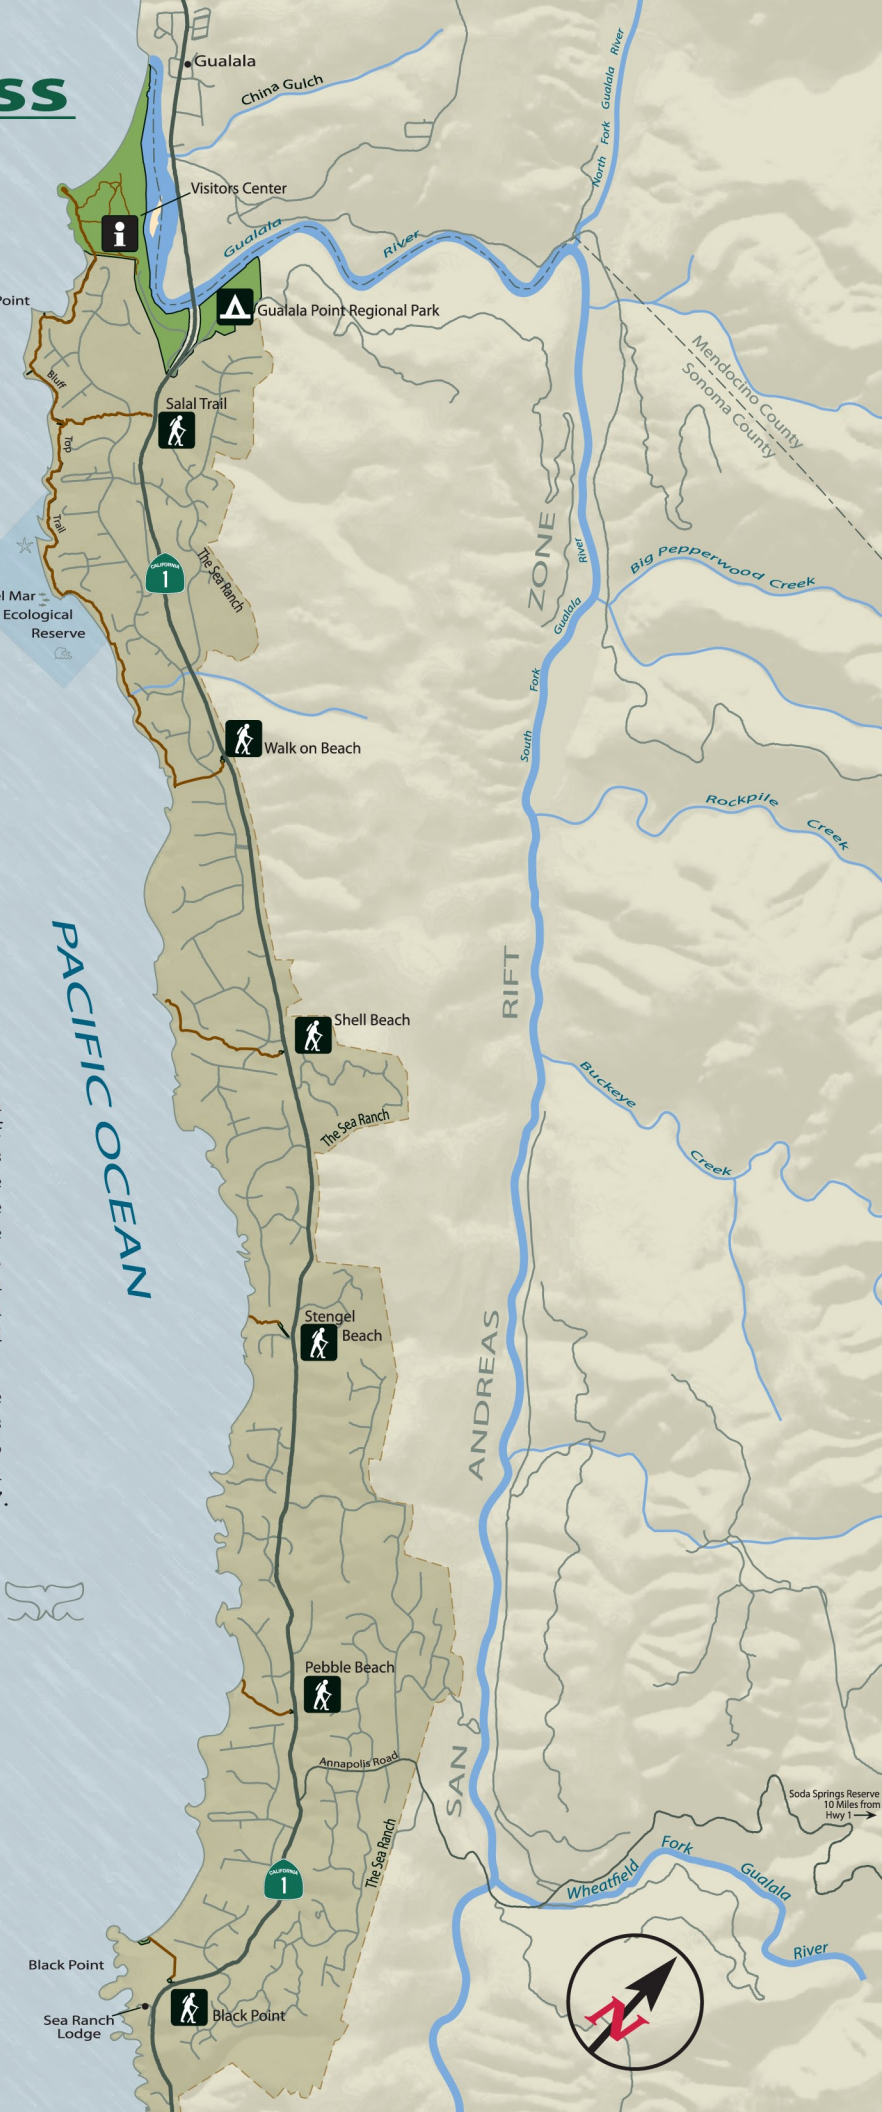 Gualala
ss
China Gulch
North Fork Gualala River
Visitors Center
Gualala River
Gualala Point Regional Park
Mendocino County
Sonoma County
Bluff
Top
Trail
Salal Trail
ZONE
River
CALIFORNIA
1
The Sea Ranch
Big Pepperwood Creek
Ecological
Reserve
South Fork Gualala
Walk on Beach
Rockpile Creek
PACIFIC OCEAN
RIFT
Shell Beach
Buckeye Creek
The Sea Ranch
Stengel
Beach
ANDREAS
Pebble Beach
Annapolis Road
SAN
Soda Springs Reserve
10 Miles from
Hwy 1
The Sea Ranch
CALIFORNIA
1
Wheatfield Fork Gualala River
Black Point
Sea Ranch
Lodge
Black Point
N